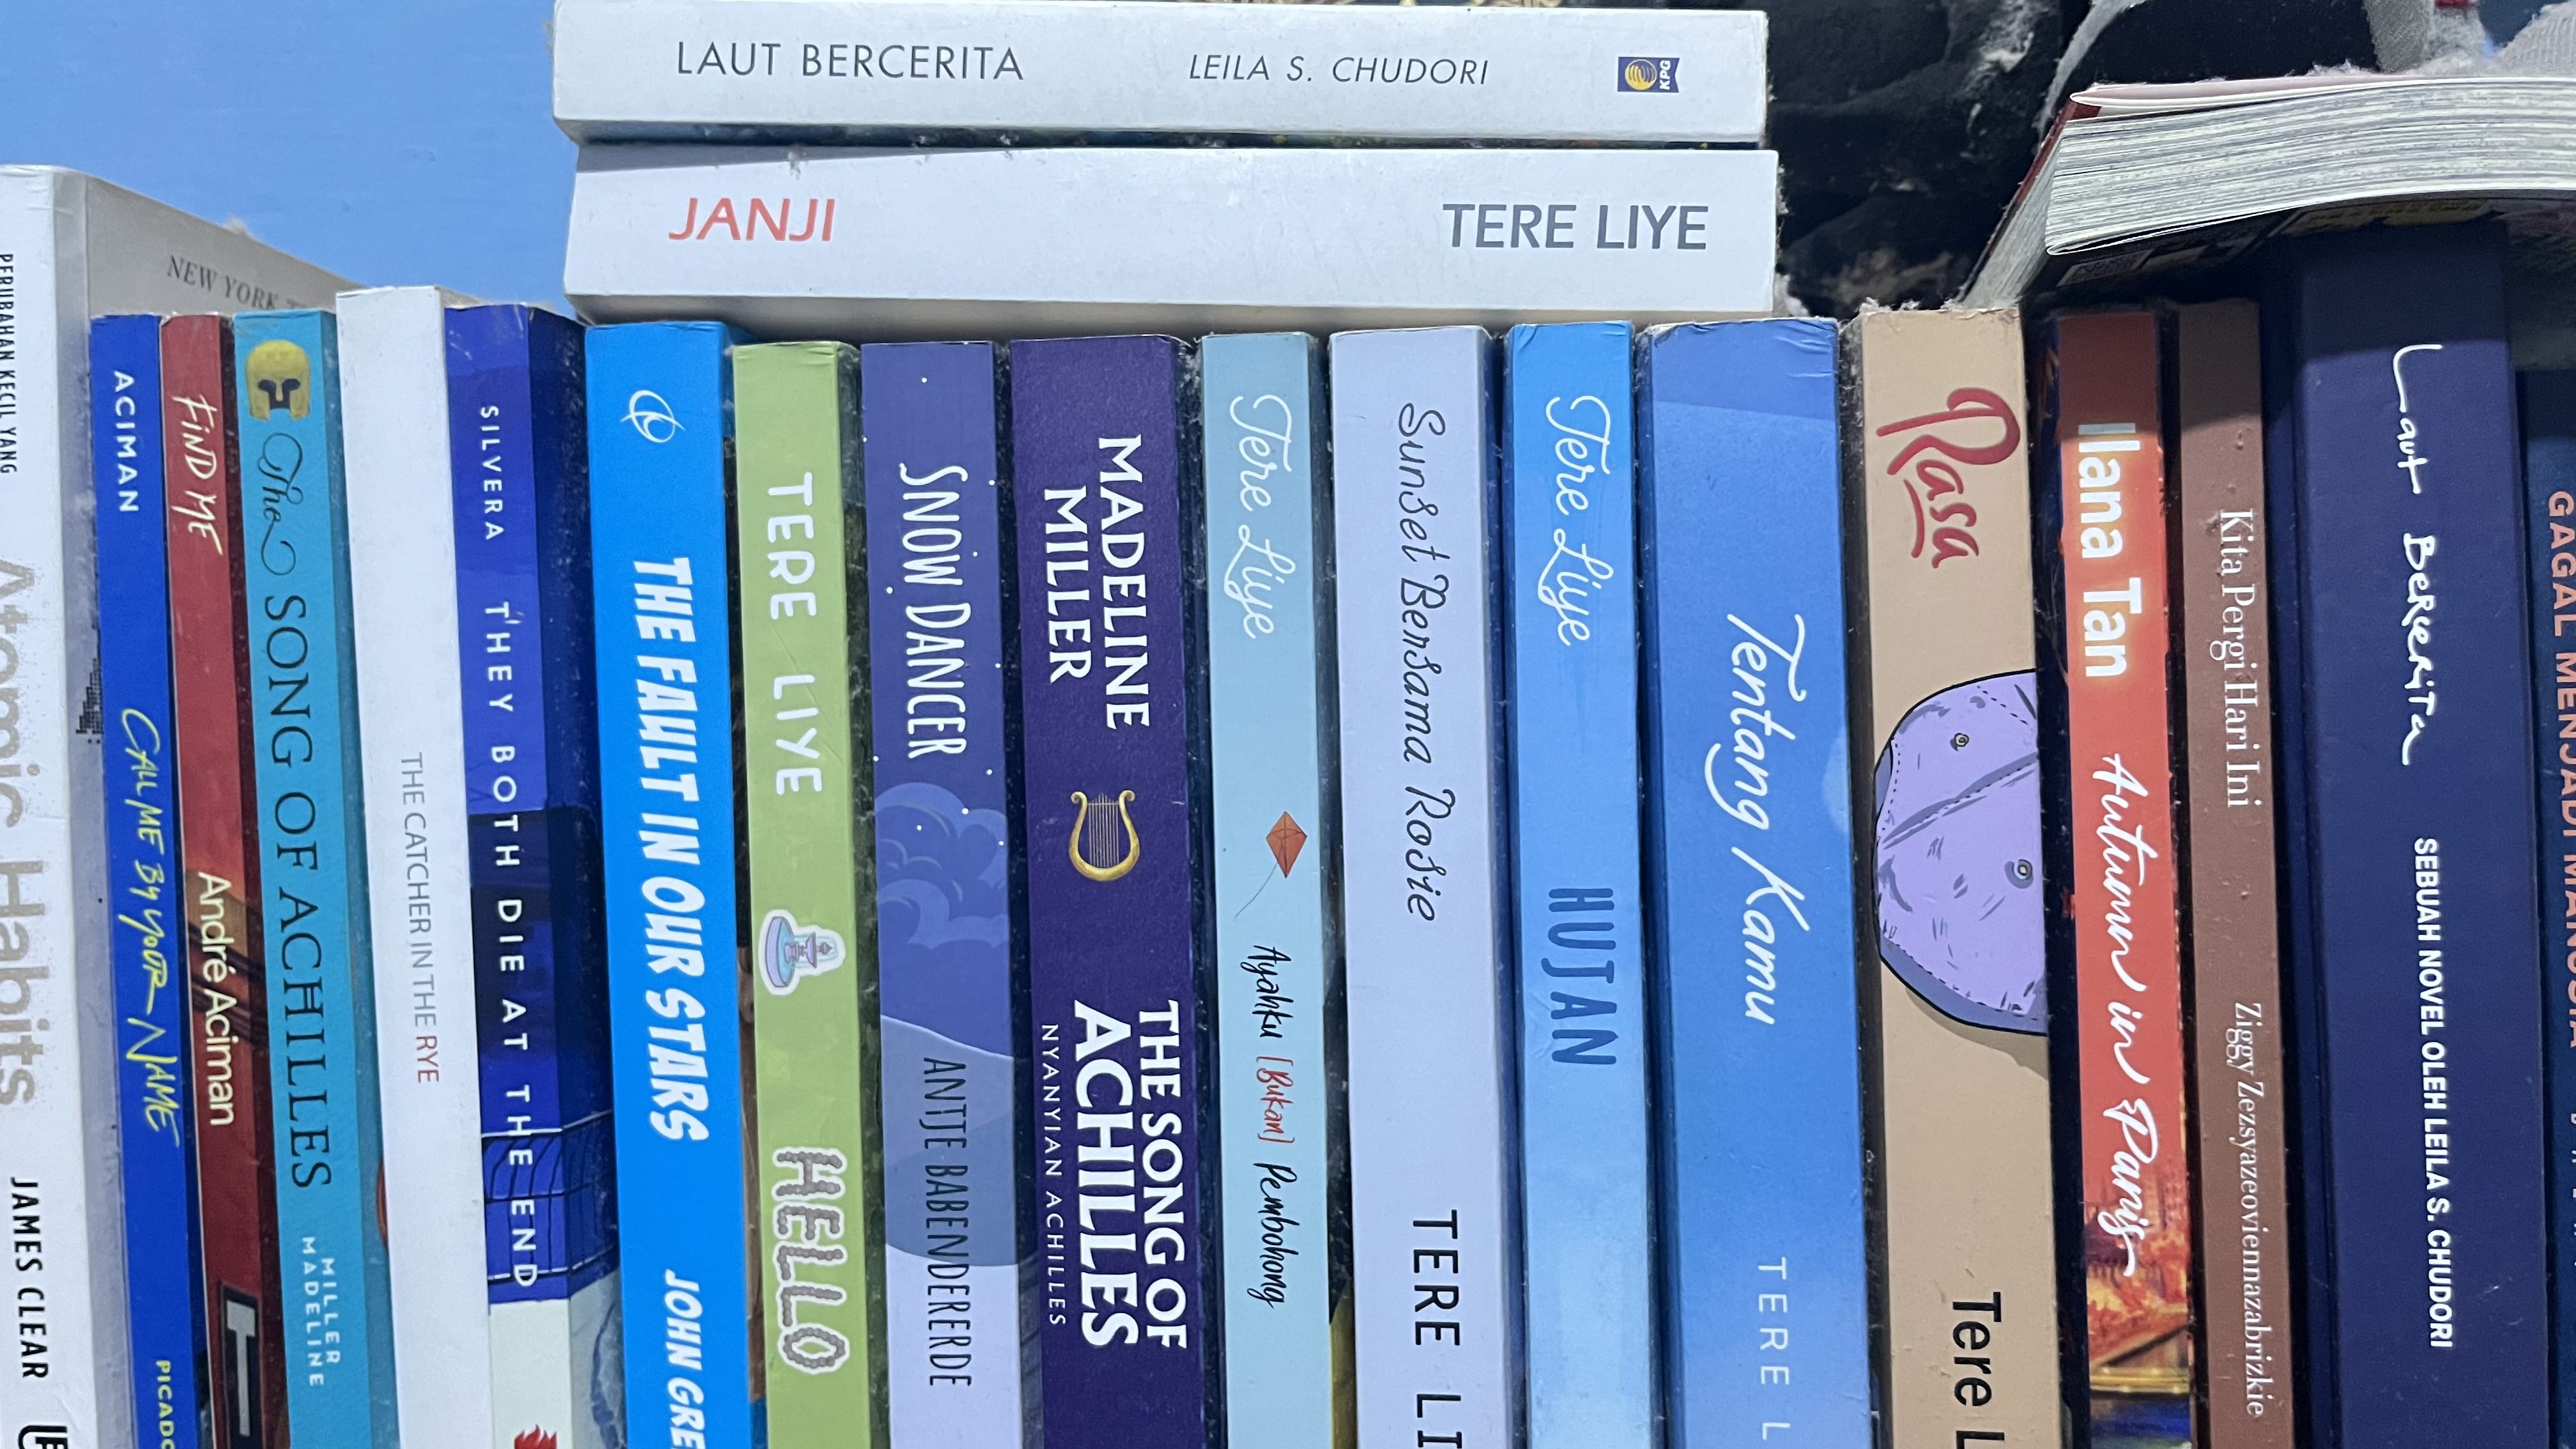 LAUT BERCERITA LEILA S. CHUDORI KPG
JANJI TERE LIYE
PERUBAHAN KECIL YANG
Atomic Habits
JAMES CLEAR
NEW YORK
ACIMAN CALL ME BY YOUR NAME
FIND ME André Aciman
The SONG OF ACHILLES
MADELINE
MILLER
THE CATCHER IN THE RYE
SILVERA THEY BOTH DIE AT THE END
THE FAULT IN OUR STARS JOHN GRE
TERE LIYE HELLO
SNOW DANCER ANTJE BABENDERERDE
MADELINE
MILLER
THE SONG OF
ACHILLES
NYANYIAN ACHILLES
Tere Liye Ayahku [Bukan] Pembohong
Sunset Bersama Rosie TERE LI
Tere Liye HUJAN
Tentang Kamu TERE L
Rasa Tere L
Ilana Tan Autumn in Paris
Kita Pergi Hari Ini Ziggy Zezsyazeoviennazabrizkie
Laut Bercerita SEBUAH NOVEL OLEH LEILA S. CHUDORI
GAGAL MENJADI MANUSIA